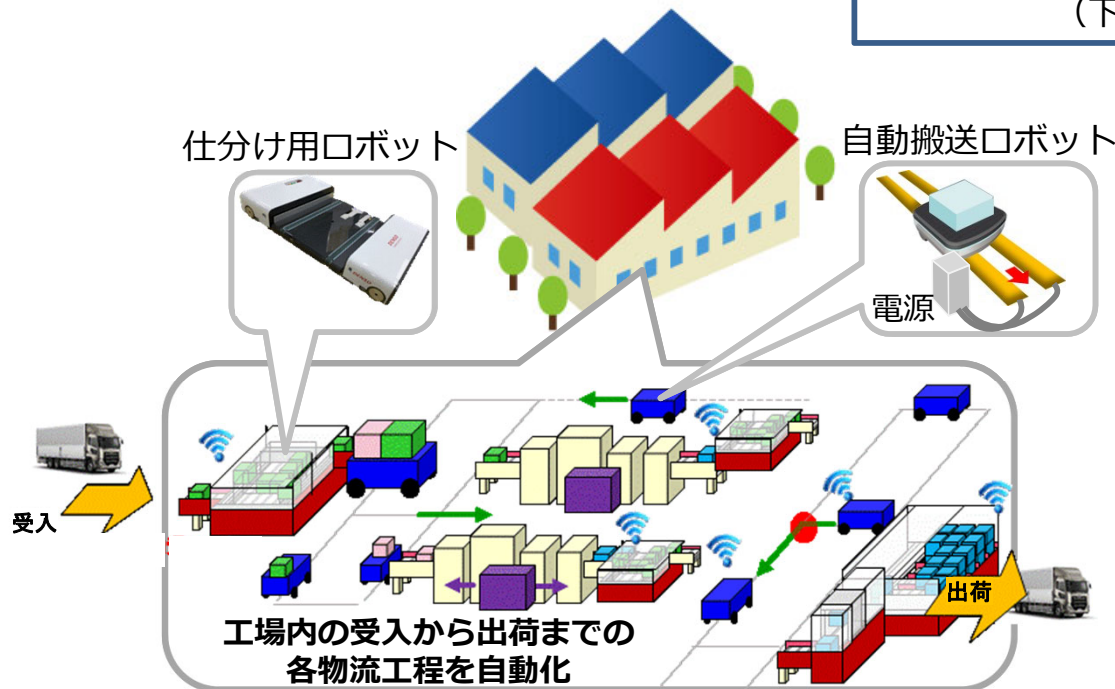 （下
仕分け用ロボット
自動搬送ロボット
電源
受入
出荷
工場内の受入から出荷までの
各物流工程を自動化